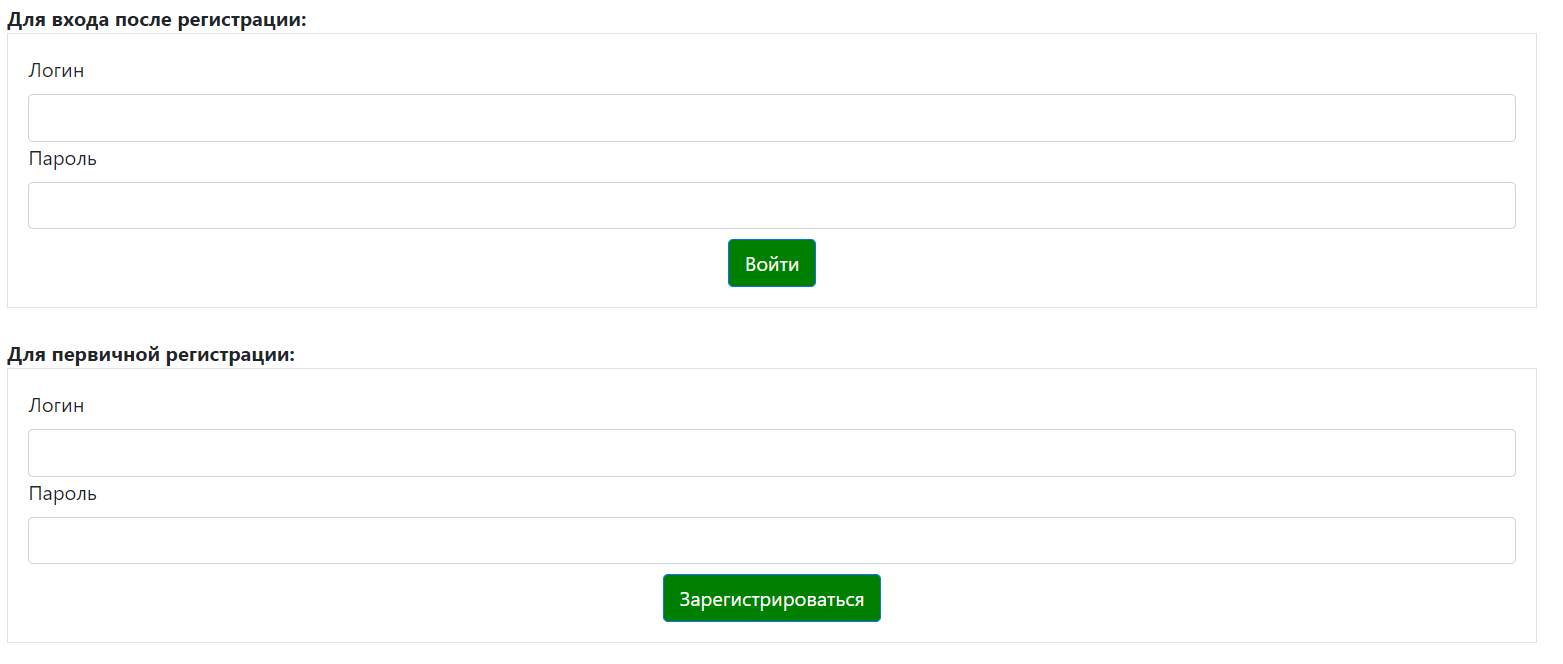 Для входа после регистрации:
Логин
Пароль
Войти
Для первичной регистрации:
Логин
Пароль
Зарегистрироваться